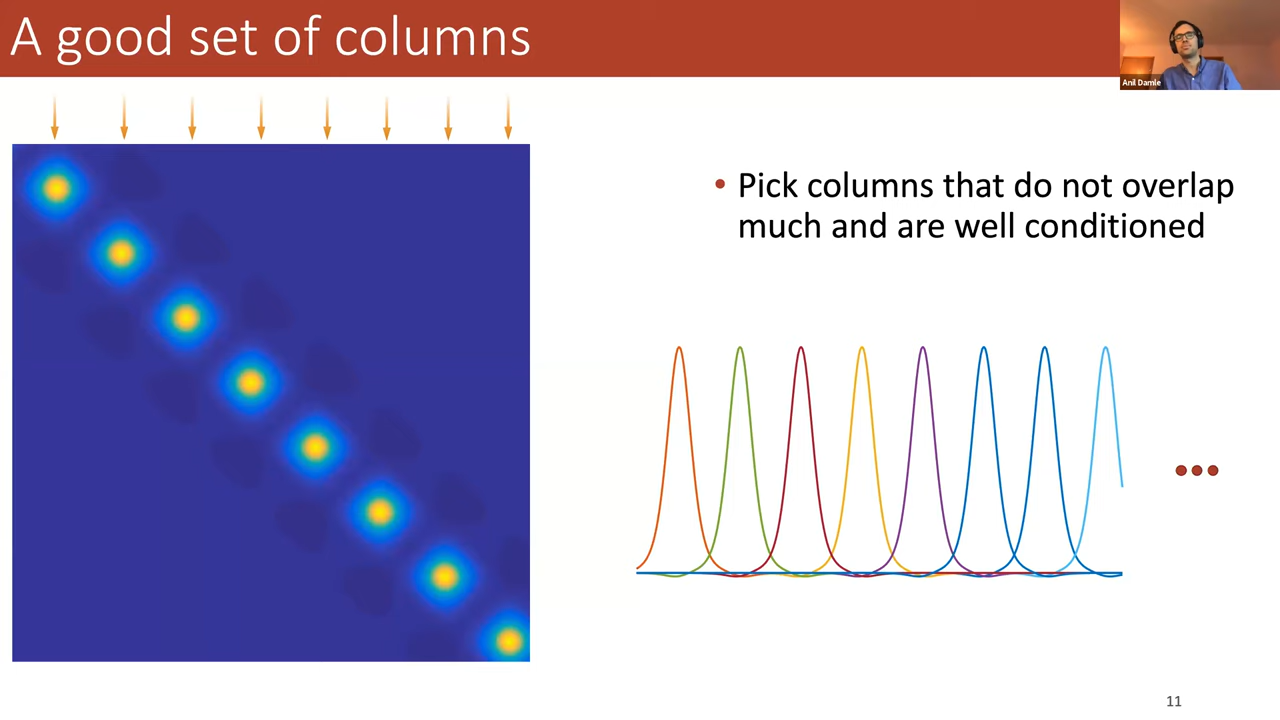 A good set of columns
Anil Damle
• Pick columns that do not overlap
much and are well conditioned
11